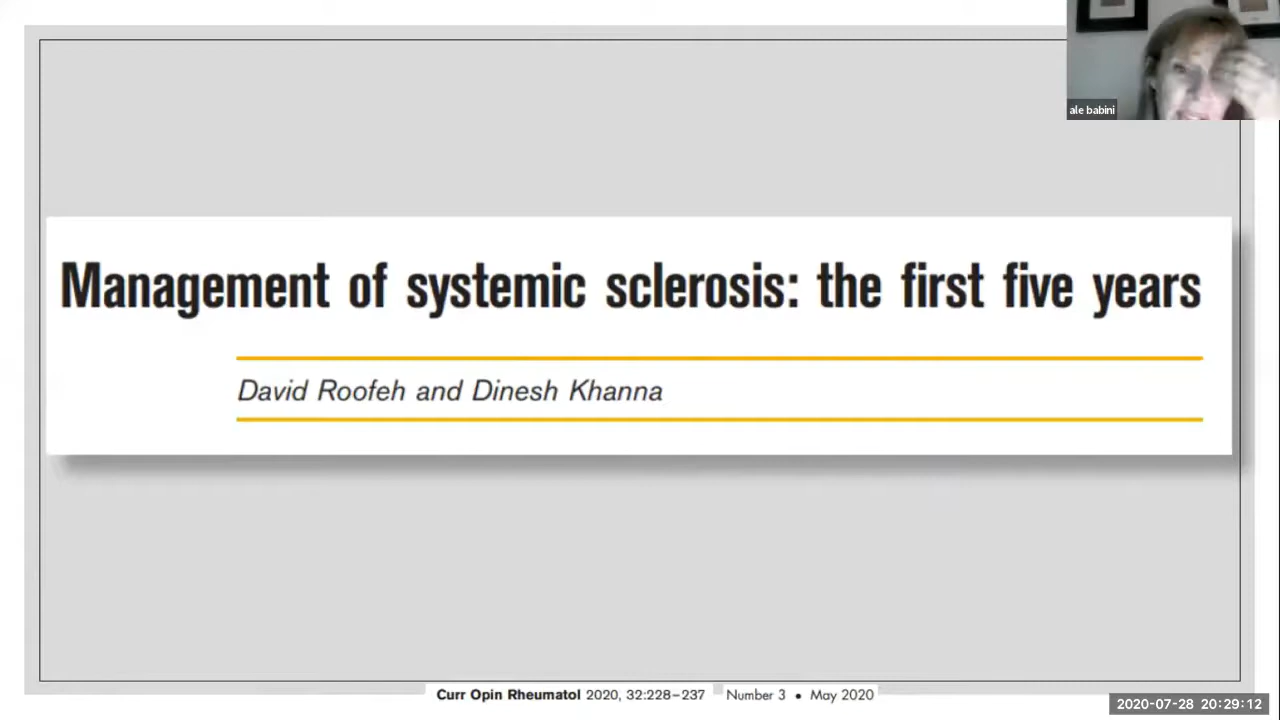 ale babini
Management of systemic sclerosis: the first five years
David Roofeh and Dinesh Khanna
Curr Opin Rheumatol 2020, 32:228–237 Number 3 • May 2020
2020-07-28 20:29:12